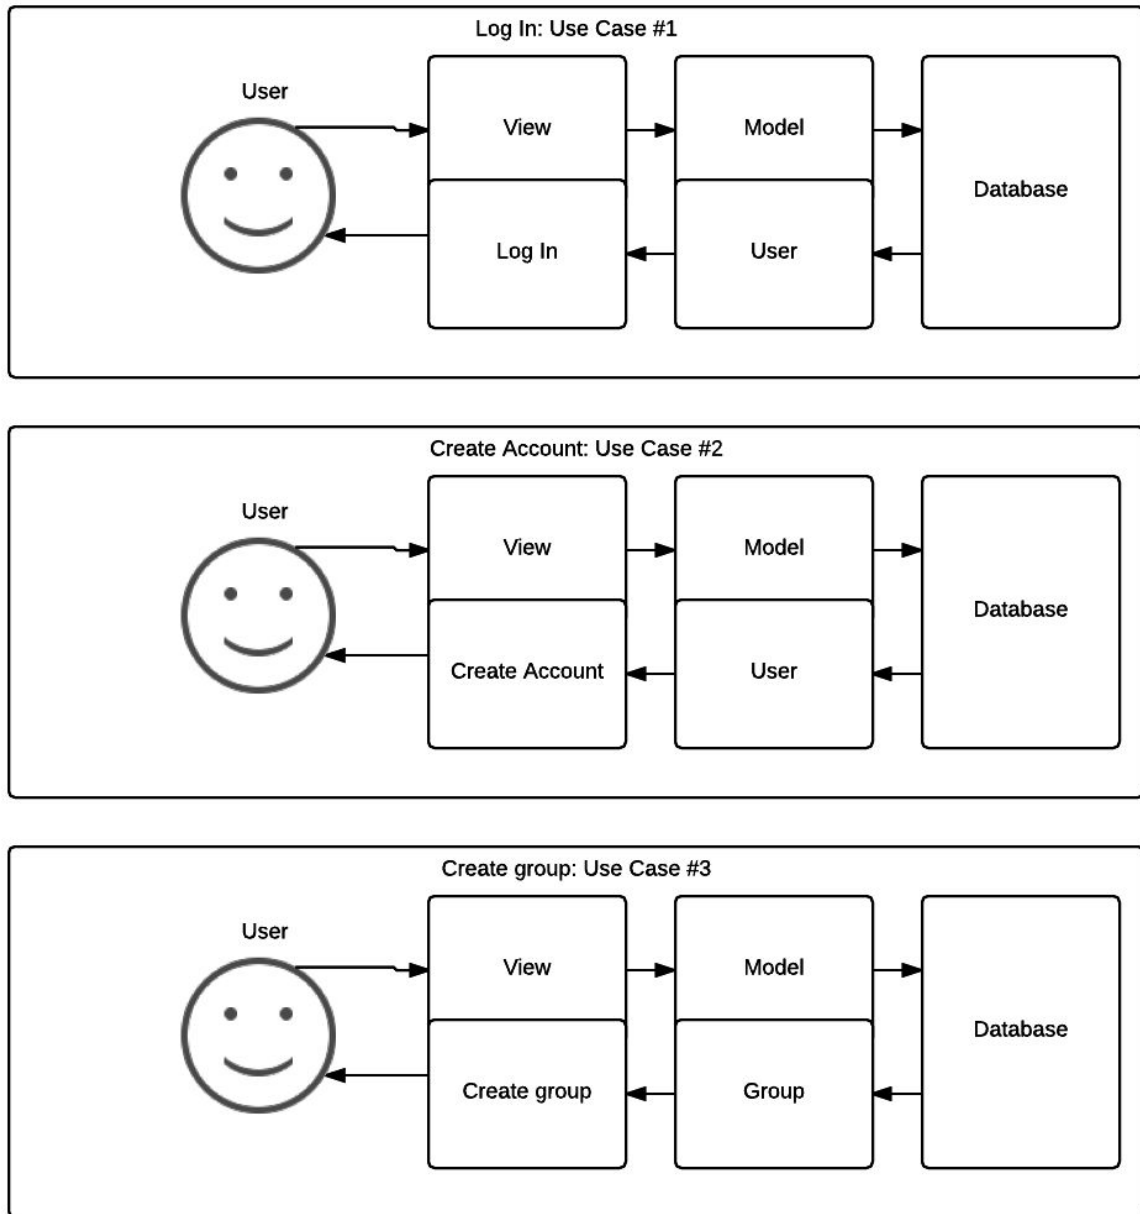 Log In: Use Case #1
User
View
Model
Database
Log In
User
Create Account: Use Case #2
User
View
Model
Database
Create Account
User
Create group: Use Case #3
User
View
Model
Database
Create group
Group